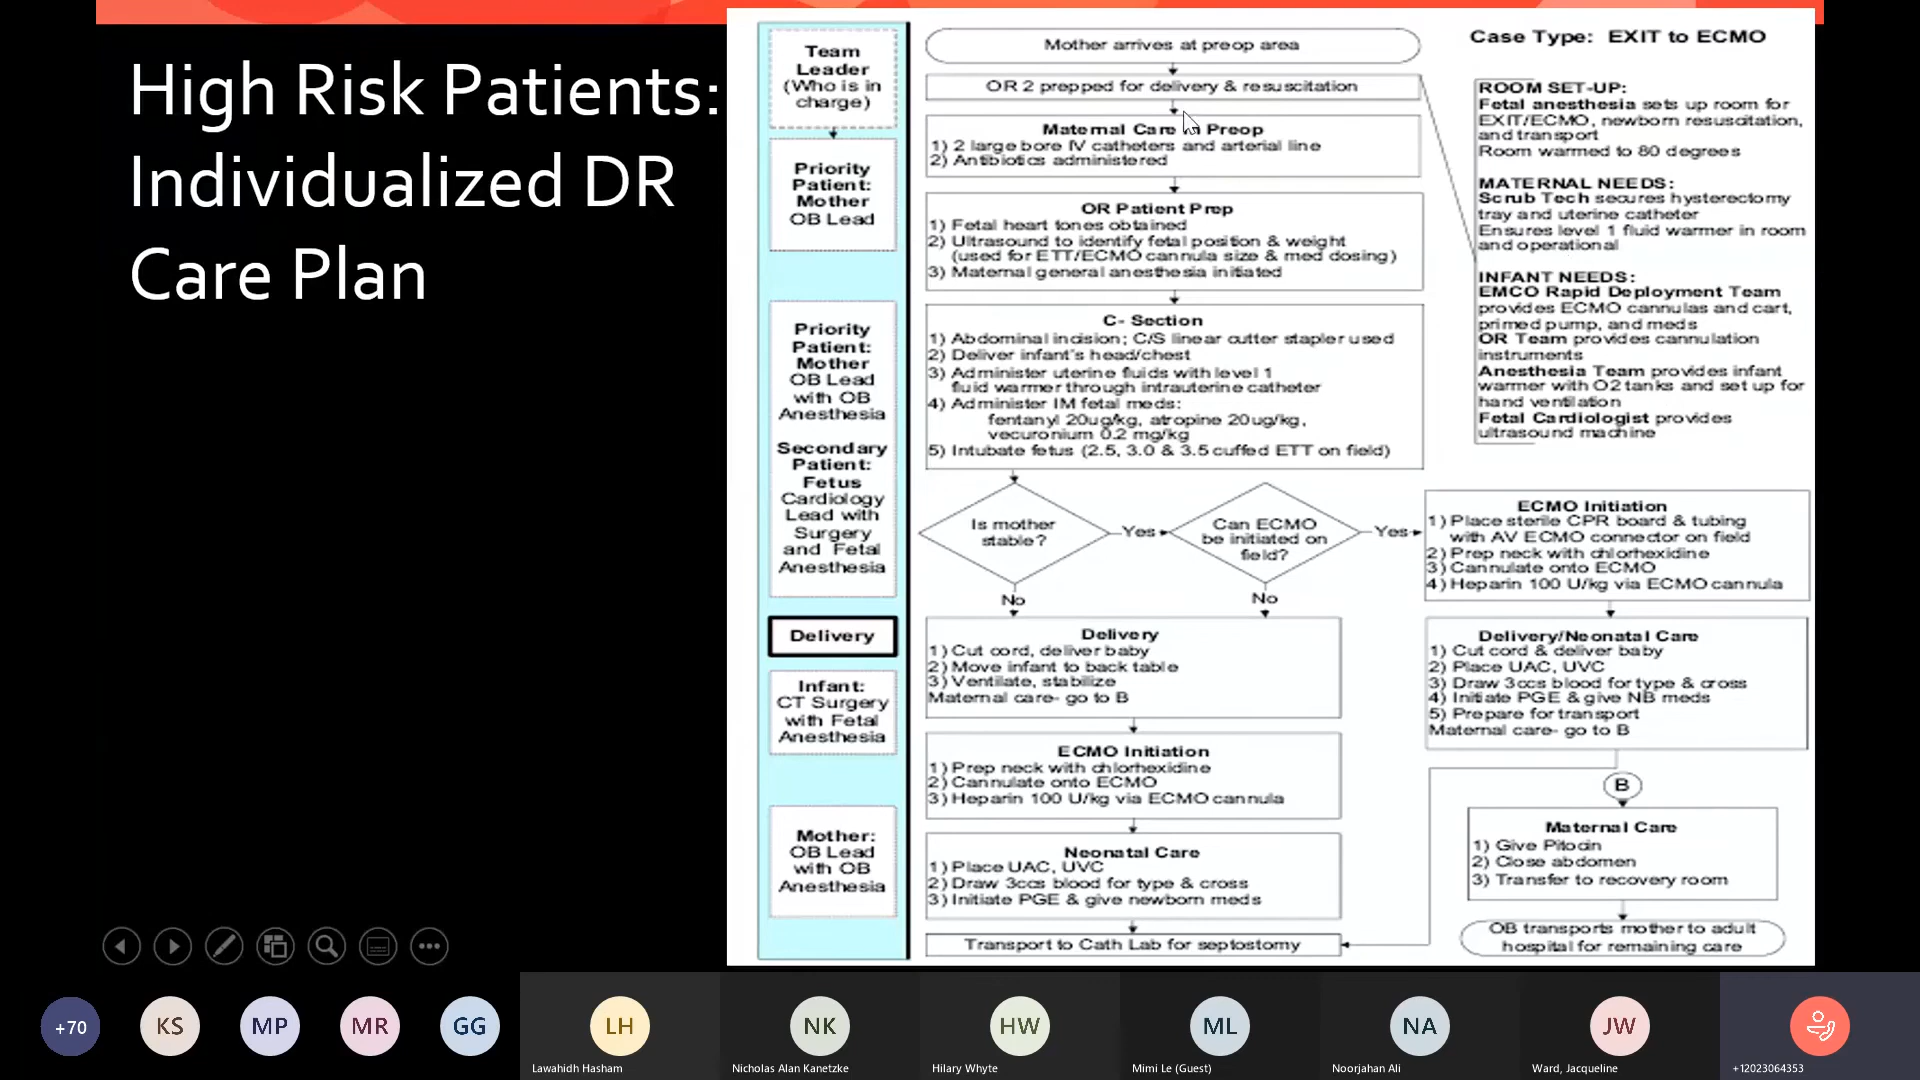 High Risk Patients:
Individualized DR
Care Plan
Team
Leader
(Who is in
charge)
Priority
Patient:
Mother
OB Lead
Priority
Patient:
Mother
OB Lead
with OB
Anesthesia
Secondary
Patient:
Fetus
Cardiology
Lead with
Surgery
and Fetal
Anesthesia
Delivery
Infant:
CT Surgery
with Fetal
Anesthesia
Mother:
OB Lead
with OB
Anesthesia
Mother arrives at preop area
OR 2 prepped for delivery & resuscitation
Maternal Care in Preop
1) 2 large bore IV catheters and arterial line
2) Antibiotics administered
OR Patient Prep
1) Fetal heart tones obtained
2) Ultrasound to identify fetal position & weight
(used for ETT/ECMO cannula size & med dosing)
3) Maternal general anesthesia initiated
C- Section
1) Abdominal incision; C/S linear cutter stapler used
2) Deliver infant's head/chest
3) Administer uterine fluids with level 1
fluid warmer through intrauterine catheter
4) Administer IM fetal meds:
fentanyl 20ug/kg, atropine 20ug/kg,
vecuronium 0.2 mg/kg
5) Intubate fetus (2.5, 3.0 & 3.5 cuffed ETT on field)
Is mother
stable?
Yes
No
Can ECMO
be initiated on
field?
Yes
No
Delivery
1) Cut cord, deliver baby
2) Move infant to back table
3) Ventilate, stabilize
Maternal care- go to B
ECMO Initiation
1) Prep neck with chlorhexidine
2) Cannulate onto ECMO
3) Heparin 100 U/kg via ECMO cannula
Neonatal Care
1) Place UAC, UVC
2) Draw 3ccs blood for type & cross
3) Initiate PGE & give newborn meds
Transport to Cath Lab for septostomy
Case Type: EXIT to ECMO
ROOM SET-UP:
Fetal anesthesia sets up room for
EXIT/ECMO, newborn resuscitation,
and transport
Room warmed to 80 degrees
MATERNAL NEEDS:
Scrub Tech secures hysterectomy
tray and uterine catheter
Ensures level 1 fluid warmer in room
and operational
INFANT NEEDS:
EMCO Rapid Deployment Team
provides ECMO cannulas and cart,
primed pump, and meds
OR Team provides cannulation
instruments
Anesthesia Team provides infant
warmer with O2 tanks and set up for
hand ventilation
Fetal Cardiologist provides
ultrasound machine
ECMO Initiation
1) Place sterile CPR board & tubing
with AV ECMO connector on field
2) Prep neck with chlorhexidine
3) Cannulate onto ECMO
4) Heparin 100 U/kg via ECMO cannula
Delivery/Neonatal Care
1) Cut cord & deliver baby
2) Place UAC, UVC
3) Draw 3ccs blood for type & cross
4) Initiate PGE & give NB meds
5) Prepare for transport
Maternal care- go to B
B
Maternal Care
1) Give Pitocin
2) Close abdomen
3) Transfer to recovery room
OB transports mother to adult
hospital for remaining care
+70
KS
MP
MR
GG
LH
NK
HW
ML
NA
JW
Lawahidh Hasham
Nicholas Alan Kanetzke
Hilary Whyte
Mimi Le (Guest)
Noorjahan Ali
Ward, Jacqueline
+12023064353